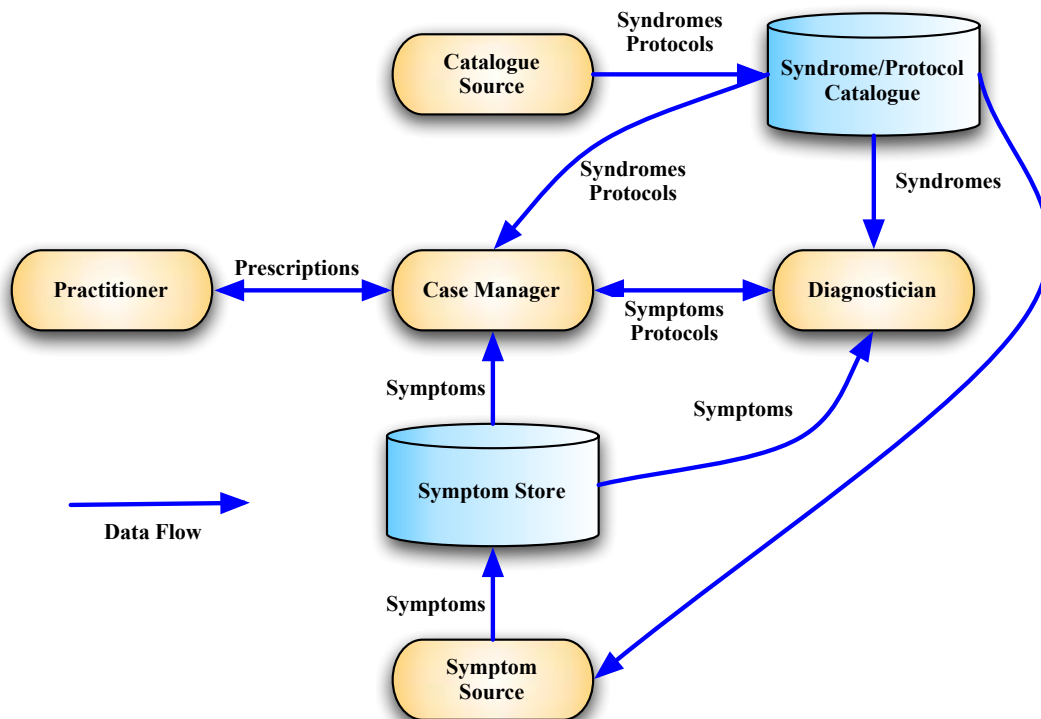 Syndromes
Protocols
Catalogue
Source
Syndrome/Protocol
Catalogue
Syndromes
Protocols
Syndromes
Practitioner
Prescriptions
Case Manager
Symptoms
Protocols
Diagnostician
Symptoms
Symptoms
Symptom Store
Data Flow
Symptoms
Symptom
Source